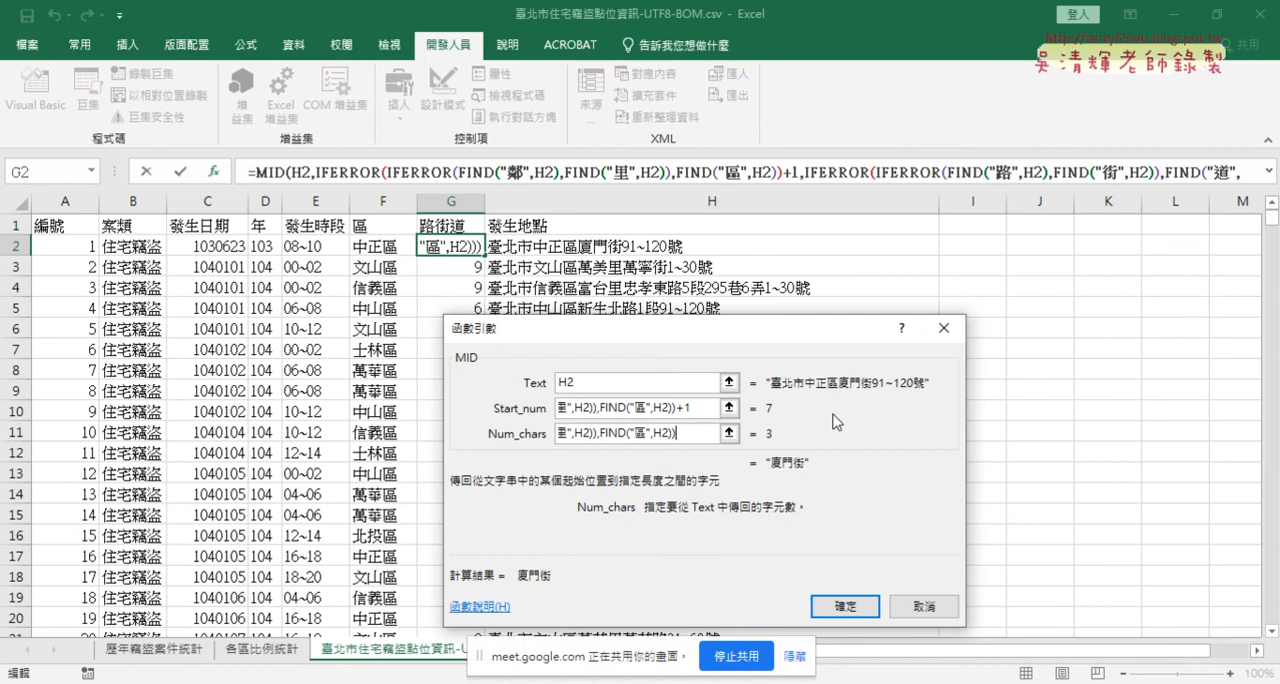 臺北市住宅竊盜點位資訊-UTF8-BOM.csv - Excel
登入
檔案 常用 插入 版面配置 公式 資料 校閱 檢視 開發人員 說明 ACROBAT 告訴我您想做什麼 共用
http://terry55wu.blogspot.tw
吳清輝老師錄製
Visual Basic 巨集 錄製巨集 以相對位置錄製 巨集安全性
增益集 Excel 增益集 COM 增益集
插入 設計模式 屬性 檢視程式碼 執行對話方塊
來源 對應內容 擴充套件 重新整理資料 匯入 匯出
程式碼 增益集 控制項 XML
G2 =MID(H2,IFERROR(IFERROR(FIND("鄰",H2),FIND("里",H2)),FIND("區",H2))+1,IFERROR(IFERROR(FIND("路",H2),FIND("街",H2)),FIND("道",
A B C D E F G H I J K L M
1 編號 案類 發生日期 年 發生時段 區 路街道 發生地點
2 1 住宅竊盜 1030623 103 08~10 中正區 "區",H2))) 臺北市中正區廈門街91~120號
3 2 住宅竊盜 1040101 104 00~02 文山區 9 臺北市文山區萬美里萬寧街1~30號
4 3 住宅竊盜 1040101 104 00~02 信義區 9 臺北市信義區富台里忠孝東路5段295巷6弄1~30號
5 4 住宅竊盜 1040101 104 06~08 中山區 6 臺北市中山區新生北路1段91~120號
6 5 住宅竊盜 1040101 104 10~12 文山區
7 6 住宅竊盜 1040102 104 00~02 士林區
8 7 住宅竊盜 1040102 104 06~08 萬華區
9 8 住宅竊盜 1040102 104 06~08 萬華區
10 9 住宅竊盜 1040102 104 10~12 中山區
11 10 住宅竊盜 1040103 104 10~12 信義區
12 11 住宅竊盜 1040104 104 12~14 士林區
13 12 住宅竊盜 1040105 104 00~02 中山區
14 13 住宅竊盜 1040105 104 04~06 萬華區
15 14 住宅竊盜 1040105 104 04~06 萬華區
16 15 住宅竊盜 1040105 104 12~14 北投區
17 16 住宅竊盜 1040105 104 16~18 中正區
18 17 住宅竊盜 1040105 104 18~20 文山區
19 18 住宅竊盜 1040106 104 04~06 信義區
20 19 住宅竊盜 1040106 104 16~18 中正區
函數引數 ?
MID
Text H2 = "臺北市中正區廈門街91~120號"
Start_num 里",H2)),FIND("區",H2))+1 = 7
Num_chars 里",H2)),FIND("區",H2)) = 3
= "廈門街"
傳回從文字串中的某個起始位置到指定長度之間的字元
Num_chars 指定要從 Text 中傳回的字元數。
計算結果 = 廈門街
函數說明(H) 確定 取消
歷年竊盜案件統計 各區比例統計 臺北市住宅竊盜點位資訊-U
meet.google.com 正在共用你的畫面。 停止共用 隱藏
編輯 100%